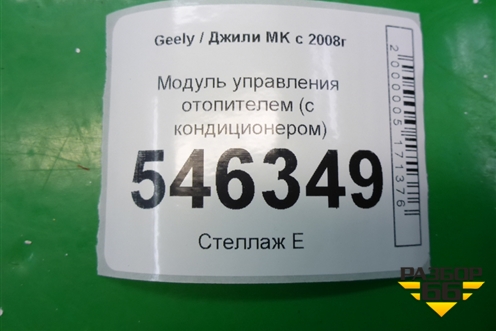 Geely / Джили МК с 2008г
Модуль управления
отопителем (с
кондиционером)
546349
Стеллаж Е
2000005171376
РАЗБОР
66